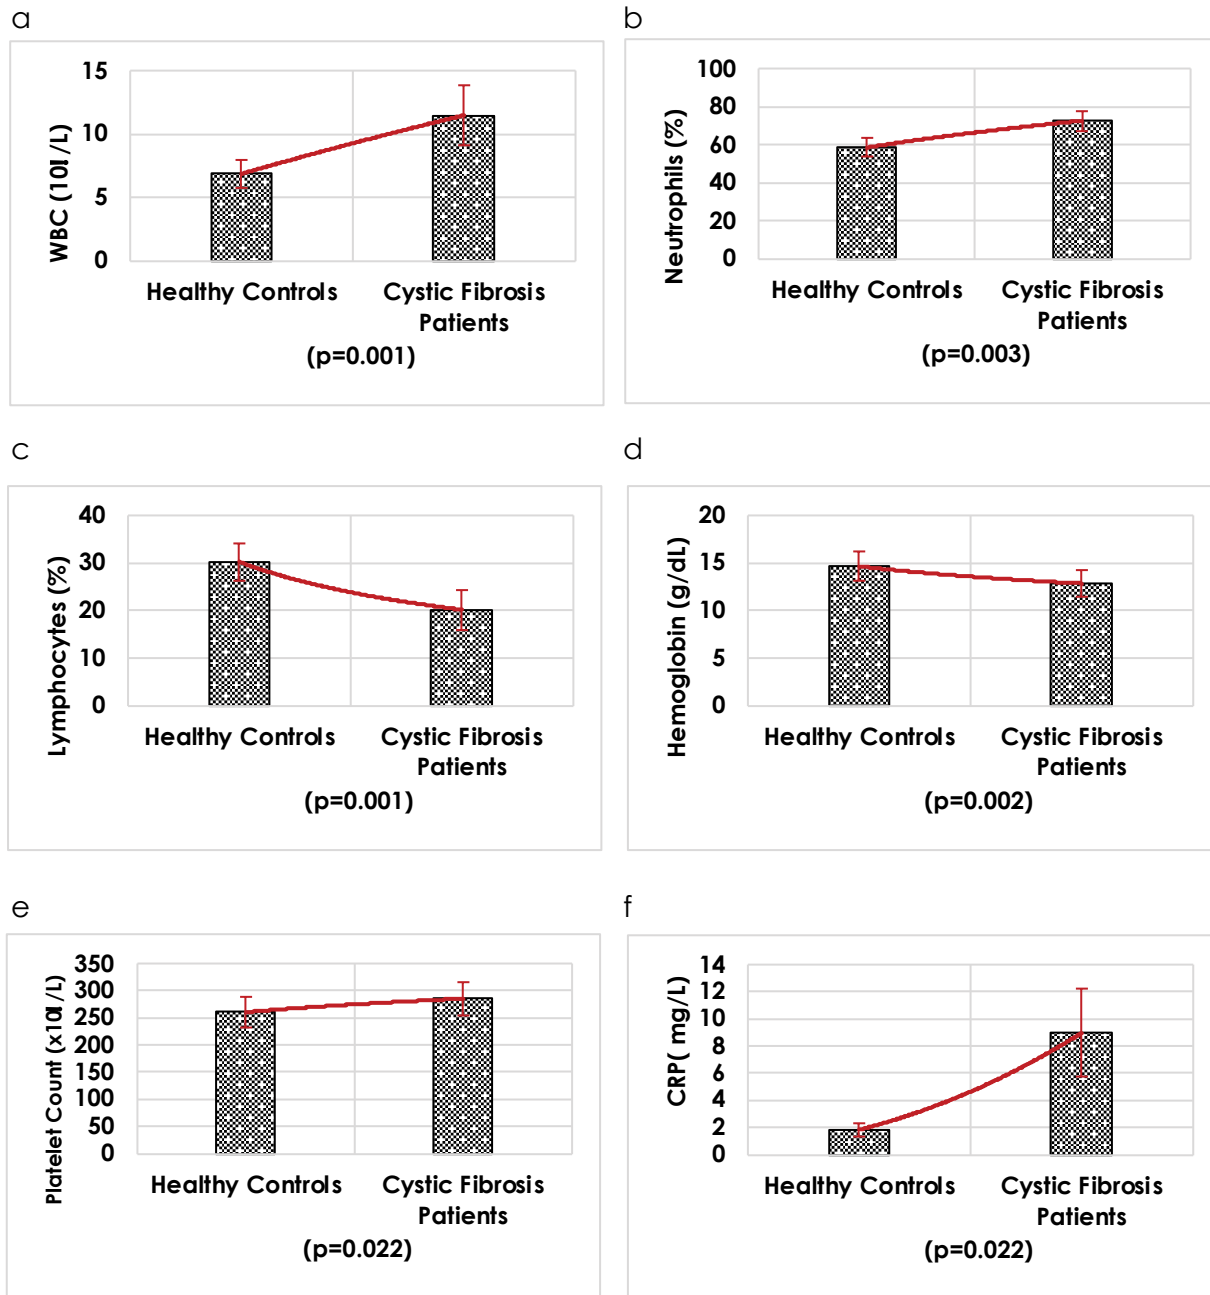 a
WBC (10 /L)
15
10
5
0
Healthy Controls
Cystic Fibrosis
Patients
(p=0.001)
b
Neutrophils (%)
100
80
60
40
20
0
Healthy Controls
Cystic Fibrosis
Patients
(p=0.003)
c
Lymphocytes (%)
40
30
20
10
0
Healthy Controls
Cystic Fibrosis
Patients
(p=0.001)
d
Hemoglobin (g/dL)
20
15
10
5
0
Healthy Controls
Cystic Fibrosis
Patients
(p=0.002)
e
Platelet Count (x10 /L)
350
300
250
200
150
100
50
0
Healthy Controls
Cystic Fibrosis
Patients
(p=0.022)
f
CRP( mg/L)
14
12
10
8
6
4
2
0
Healthy Controls
Cystic Fibrosis
Patients
(p=0.022)